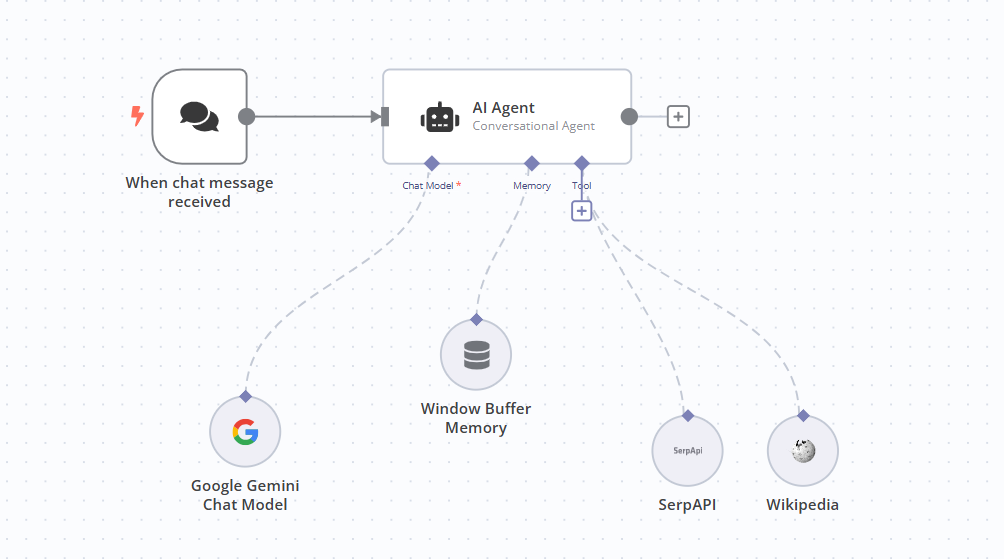 AI Agent
Conversational Agent
When chat message
received
Chat Model *
Memory
Tool
Window Buffer
Memory
Google Gemini
Chat Model
SerpApi
SerpAPI
Wikipedia